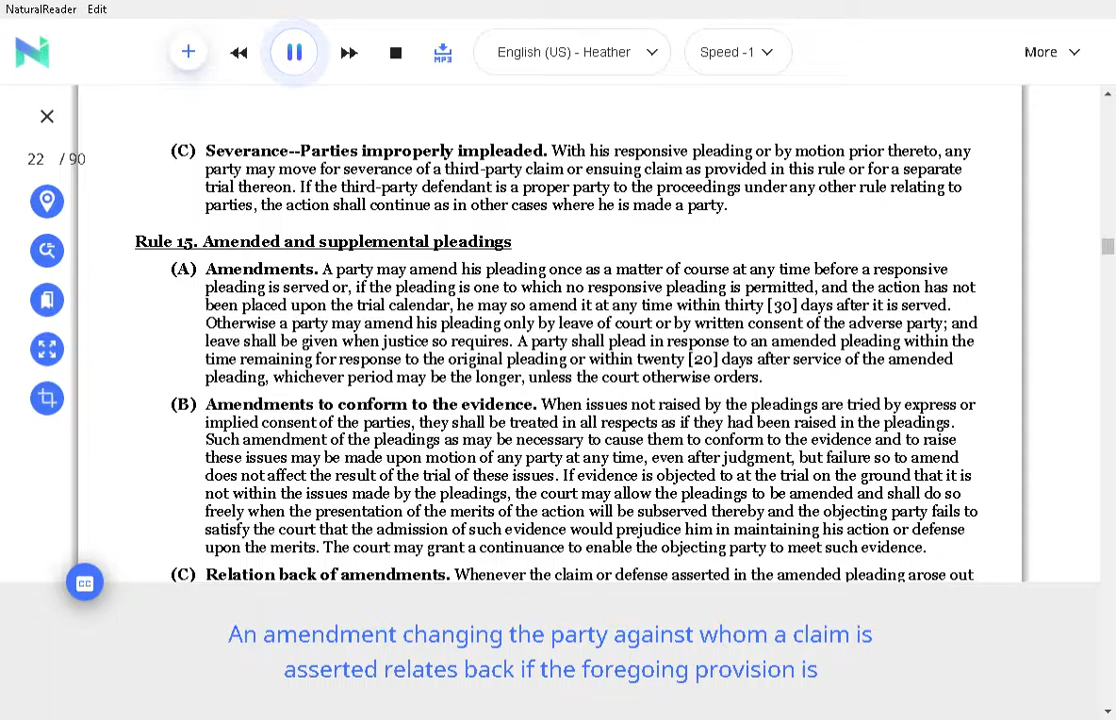 NaturalReader Edit
English (US) - Heather
Speed -1
More
MP3
22 / 90
(C) Severance--Parties improperly impleaded. With his responsive pleading or by motion prior thereto, any
party may move for severance of a third-party claim or ensuing claim as provided in this rule or for a separate
trial thereon. If the third-party defendant is a proper party to the proceedings under any other rule relating to
parties, the action shall continue as in other cases where he is made a party.
Rule 15. Amended and supplemental pleadings
(A) Amendments. A party may amend his pleading once as a matter of course at any time before a responsive
pleading is served or, if the pleading is one to which no responsive pleading is permitted, and the action has not
been placed upon the trial calendar, he may so amend it at any time within thirty [30] days after it is served.
Otherwise a party may amend his pleading only by leave of court or by written consent of the adverse party; and
leave shall be given when justice so requires. A party shall plead in response to an amended pleading within the
time remaining for response to the original pleading or within twenty [20] days after service of the amended
pleading, whichever period may be the longer, unless the court otherwise orders.
(B) Amendments to conform to the evidence. When issues not raised by the pleadings are tried by express or
implied consent of the parties, they shall be treated in all respects as if they had been raised in the pleadings.
Such amendment of the pleadings as may be necessary to cause them to conform to the evidence and to raise
these issues may be made upon motion of any party at any time, even after judgment, but failure so to amend
does not affect the result of the trial of these issues. If evidence is objected to at the trial on the ground that it is
not within the issues made by the pleadings, the court may allow the pleadings to be amended and shall do so
freely when the presentation of the merits of the action will be subserved thereby and the objecting party fails to
satisfy the court that the admission of such evidence would prejudice him in maintaining his action or defense
upon the merits. The court may grant a continuance to enable the objecting party to meet such evidence.
(C) Relation back of amendments. Whenever the claim or defense asserted in the amended pleading arose out
CC
An amendment changing the party against whom a claim is
asserted relates back if the foregoing provision is